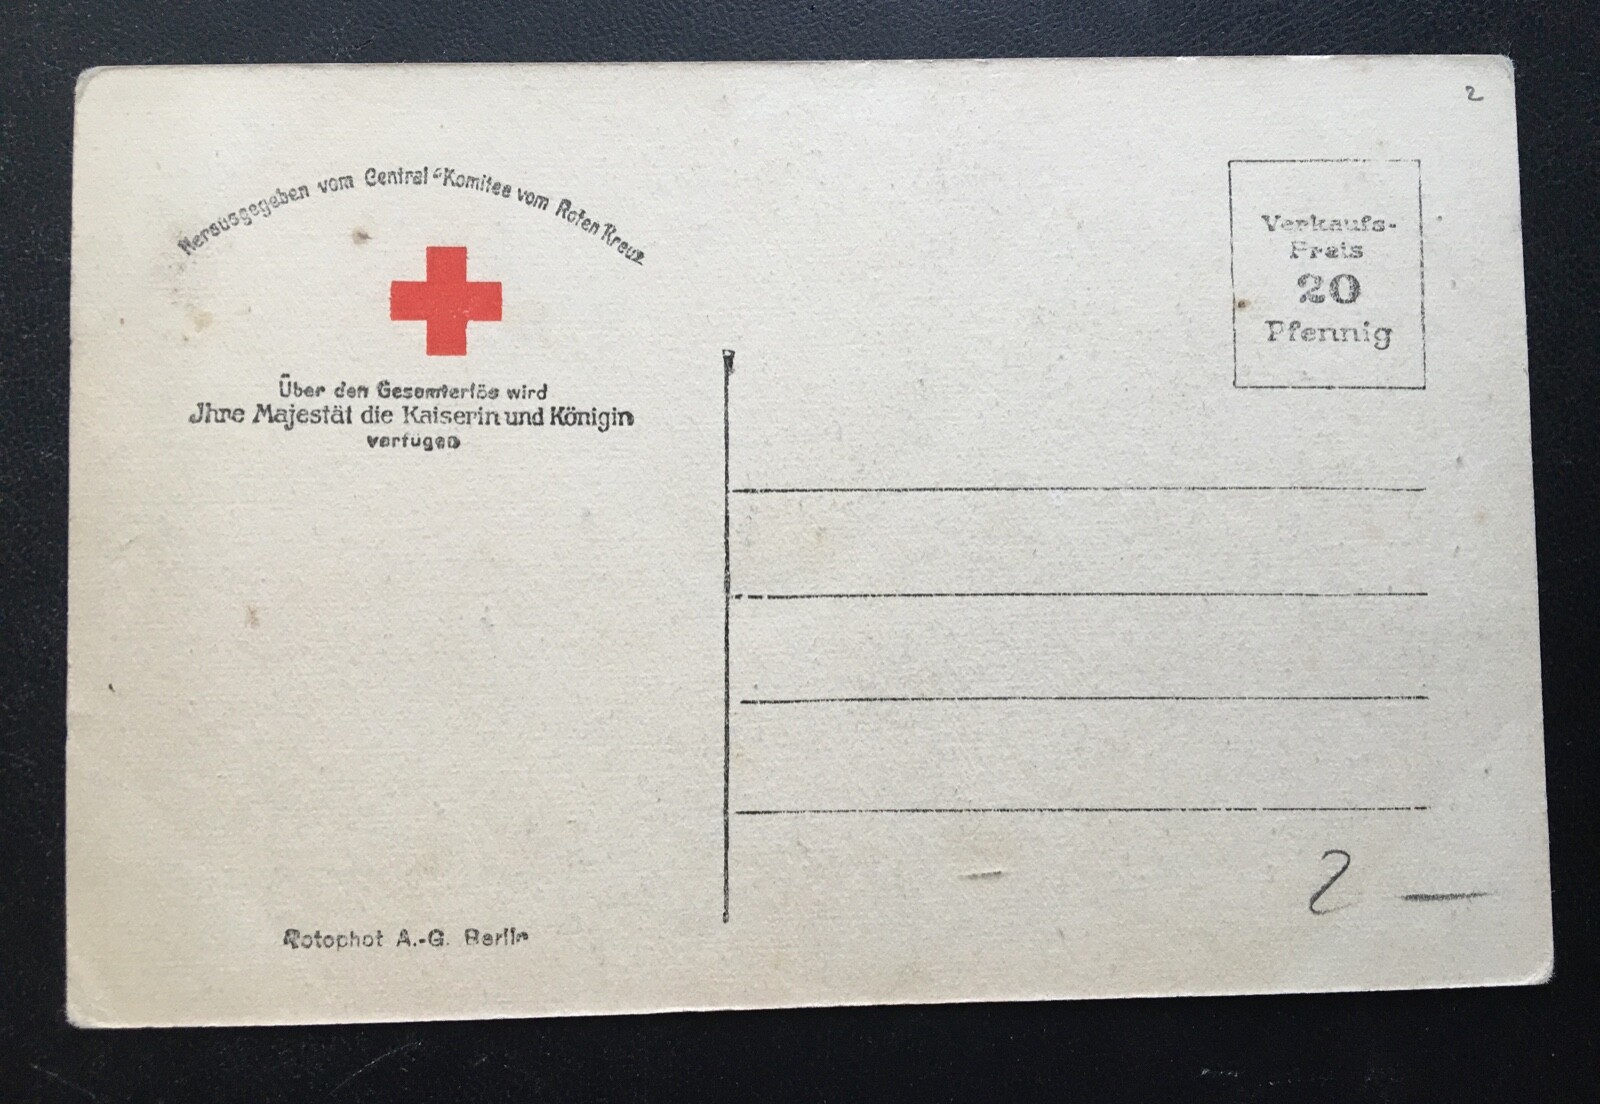 2
Herausgegeben vom Central-Komitee vom Roten Kreuz
Über den Gesamterlös wird
Jhre Majestät die Kaiserin und Königin
verfügen
Verkaufs-
Preis
20
Pfennig
2 —
Rotophot A.-G. Berlin